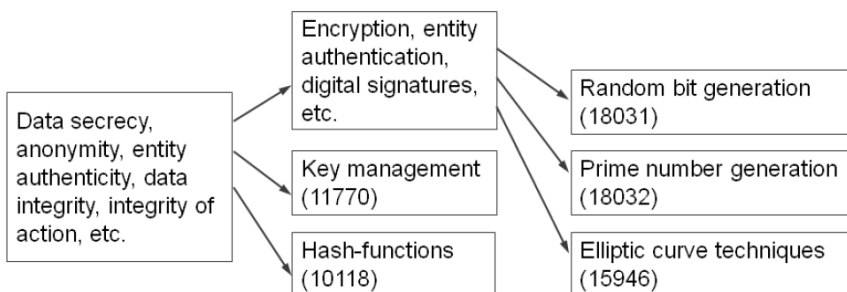 Data secrecy,
anonymity, entity
authenticity, data
integrity, integrity of
action, etc.
Encryption, entity
authentication,
digital signatures,
etc.
Key management
(11770)
Hash-functions
(10118)
Random bit generation
(18031)
Prime number generation
(18032)
Elliptic curve techniques
(15946)